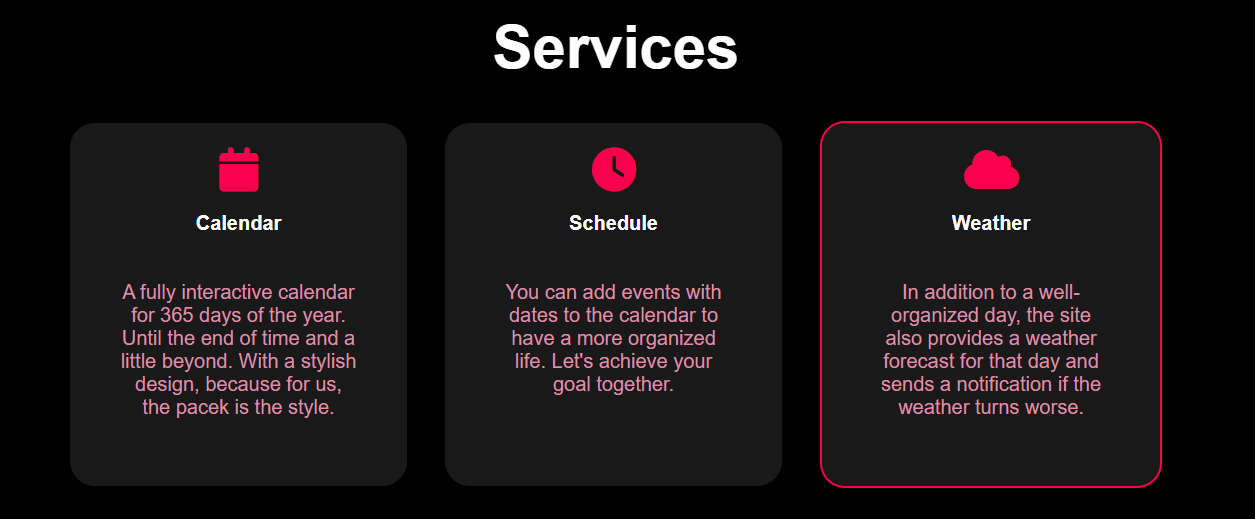 Services
Calendar
A fully interactive calendar
for 365 days of the year.
Until the end of time and a
little beyond. With a stylish
design, because for us,
the pacek is the style.
Schedule
You can add events with
dates to the calendar to
have a more organized
life. Let's achieve your
goal together.
Weather
In addition to a well-
organized day, the site
also provides a weather
forecast for that day and
sends a notification if the
weather turns worse.